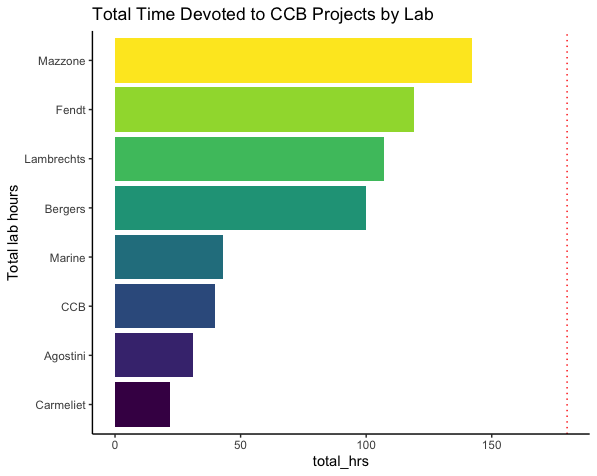 Total Time Devoted to CCB Projects by Lab
Total lab hours
Mazzone
Fendt
Lambrechts
Bergers
Marine
CCB
Agostini
Carmeliet
0 50 100 150
total_hrs